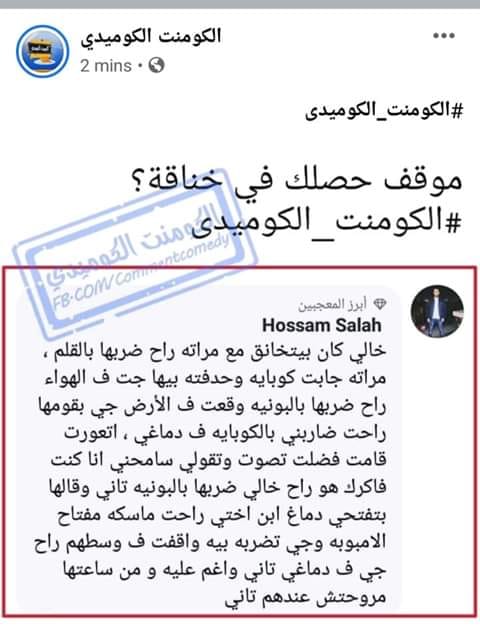 الكومنت الكوميدي
2 mins ·
#الكومنت_الكوميدى
موقف حصلك في خناقة؟
#الكومنت_الكوميدى
الكومنت الكوميدي
FB.COM/Commentcomedy
أبرز المعجبين
Hossam Salah
خالي كان بيتخانق مع مراته راح ضربها بالقلم ،
مراته جابت كوبايه وحدفته بيها جت ف الهواء
راح ضربها بالبونيه وقعت ف الأرض جي بقومها
راحت ضاربني بالكوبايه ف دماغي ، اتعورت
قامت فضلت تصوت وتقولي سامحني انا كنت
فاكرك هو راح خالي ضربها بالبونيه تاني وقالها
بتفتحي دماغ ابن اختي راحت ماسكه مفتاح
الامبوبه وجي تضربه بيه واقفت ف وسطهم راح
جي ف دماغي تاني واغم عليه و من ساعتها
مروحتش عندهم تاني